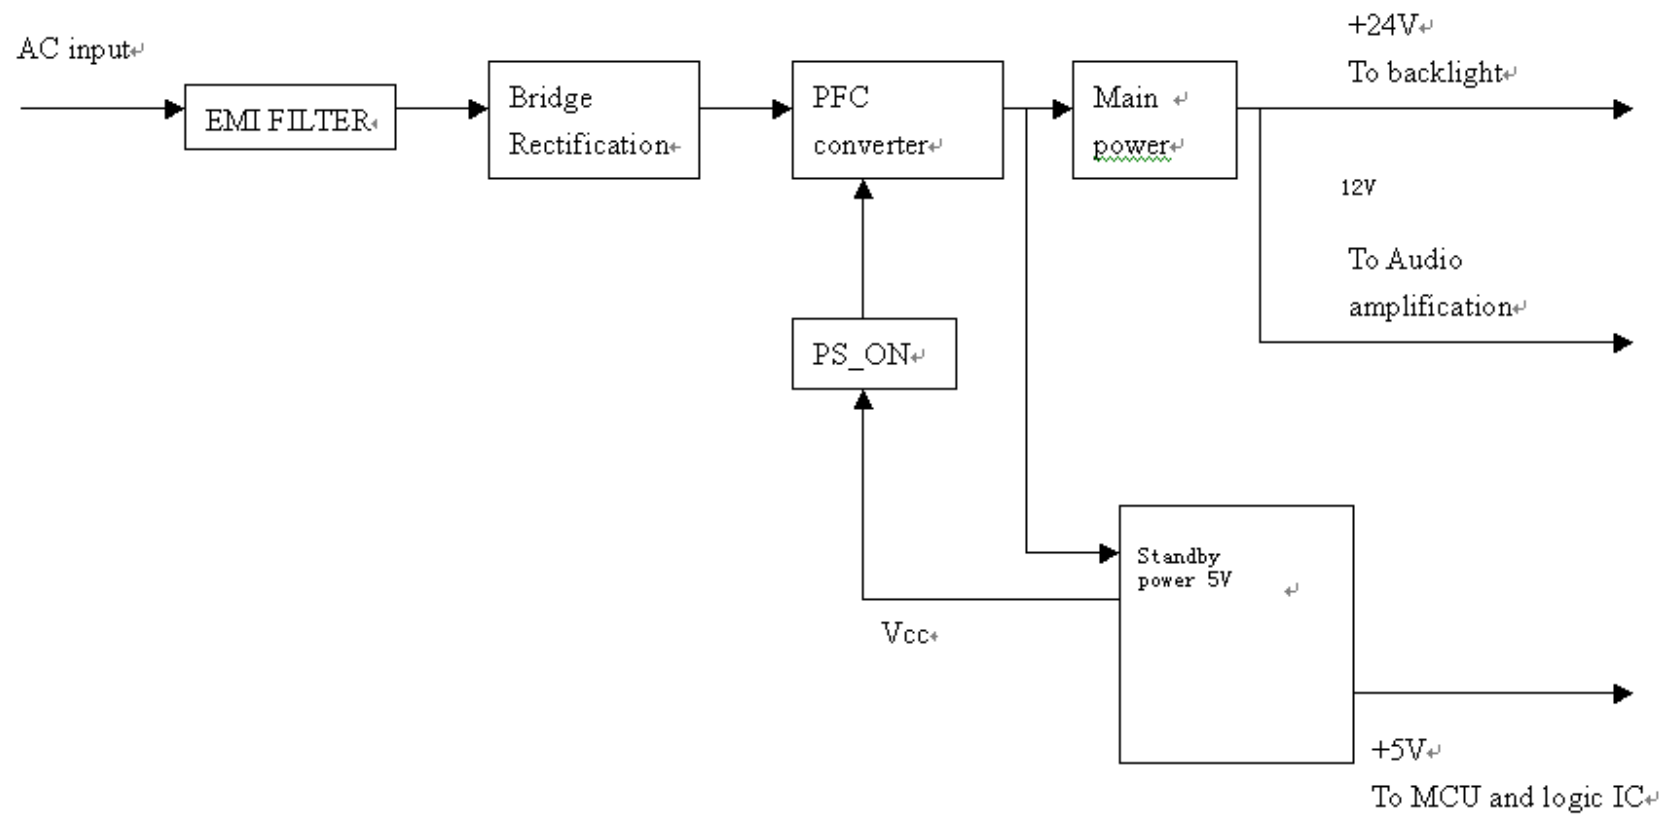 AC input
EMI FILTER
Bridge
Rectification
PFC
converter
Main
power
+24V
To backlight
12V
To Audio
amplification
PS_ON
Vcc
Standby
power 5V
+5V
To MCU and logic IC